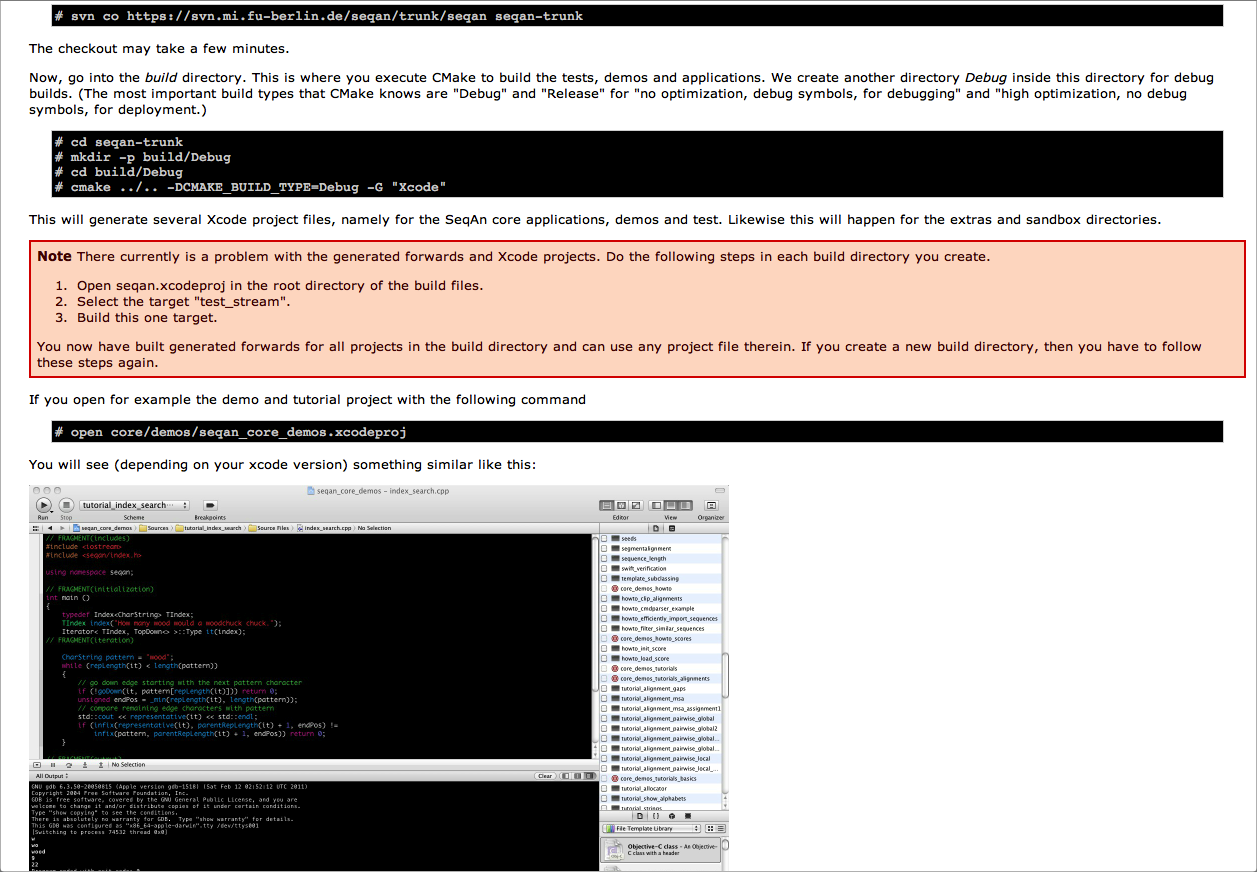 # svn co https://svn.mi.fu-berlin.de/seqan/trunk/seqan seqan-trunk
The checkout may take a few minutes.
Now, go into the build directory. This is where you execute CMake to build the tests, demos and applications. We create another directory Debug inside this directory for debug
builds. (The most important build types that CMake knows are "Debug" and "Release" for "no optimization, debug symbols, for debugging" and "high optimization, no debug
symbols, for deployment.)
# cd seqan-trunk
# mkdir -p build/Debug
# cd build/Debug
# cmake ../.. -DCMAKE_BUILD_TYPE=Debug -G "Xcode"
This will generate several Xcode project files, namely for the SeqAn core applications, demos and test. Likewise this will happen for the extras and sandbox directories.
Note There currently is a problem with the generated forwards and Xcode projects. Do the following steps in each build directory you create.
1. Open seqan.xcodeproj in the root directory of the build files.
2. Select the target "test_stream".
3. Build this one target.
You now have built generated forwards for all projects in the build directory and can use any project file therein. If you create a new build directory, then you have to follow
these steps again.
If you open for example the demo and tutorial project with the following command
# open core/demos/seqan_core_demos.xcodeproj
You will see (depending on your xcode version) something similar like this:
seqan_core_demos - index_search.cpp
tutorial_index_search···
Run Stop Scheme Breakpoints Editor View Organizer
seqan_core_demos Sources tutorial_index_search Source Files index_search.cpp No Selection
// FRAGMENT(includes)
#include <iostream>
#include <seqan/index.h>
using namespace seqan;
// FRAGMENT(initialization)
int main ()
{
typedef Index<CharString> TIndex;
TIndex index("How many wood would a woodchuck chuck.");
Iterator< TIndex, TopDown<> >::Type it(index);
// FRAGMENT(iteration)
CharString pattern = "wood";
while (repLength(it) < length(pattern))
{
// go down edge starting with the next pattern character
if (!goDown(it, pattern[repLength(it)])) return 0;
unsigned endPos = _min(repLength(it), length(pattern));
// compare remaining edge characters with pattern
std::cout << representative(it) << std::endl;
if (infix(representative(it), parentRepLength(it) + 1, endPos) !=
infix(pattern, parentRepLength(it) + 1, endPos)) return 0;
}
No Selection
All Output
Clear
GNU gdb 6.3.50-20050815 (Apple version gdb-1518) (Sat Feb 12 02:52:12 UTC 2011)
Copyright 2004 Free Software Foundation, Inc.
GDB is free software, covered by the GNU General Public License, and you are
welcome to change it and/or distribute copies of it under certain conditions.
Type "show copying" to see the conditions.
There is absolutely no warranty for GDB. Type "show warranty" for details.
This GDB was configured as "x86_64-apple-darwin".tty /dev/ttys001
[Switching to process 74532 thread 0x0]
w
wo
wood
9
22
seeds
segmentalignment
sequence_length
swift_verification
template_subclassing
core_demos_howto
howto_clip_alignments
howto_cmdparser_example
howto_efficiently_import_sequences
howto_filter_similar_sequences
core_demos_howto_scores
howto_init_score
howto_load_score
core_demos_tutorials
core_demos_tutorials_alignments
tutorial_alignment_gaps
tutorial_alignment_msa
tutorial_alignment_msa_assignment1
tutorial_alignment_pairwise_global
tutorial_alignment_pairwise_global2
tutorial_alignment_pairwise_global...
tutorial_alignment_pairwise_global...
tutorial_alignment_pairwise_local
tutorial_alignment_pairwise_local_...
core_demos_tutorials_basics
tutorial_allocator
tutorial_show_alphabets
tutorial_strings
File Template Library
Objective-C class - An Objective-
C class with a header